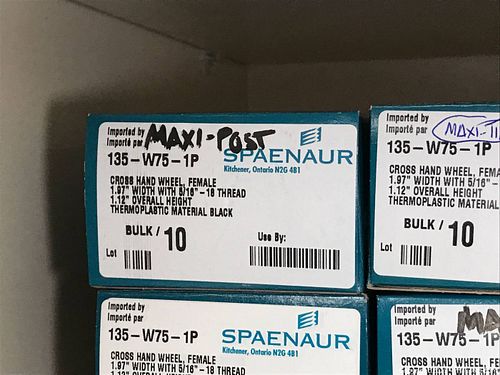 Imported by
Importé par
MAXI-POST
135-W75-1P
SPAENAUR
Kitchener, Ontario N2G 4B1
CROSS HAND WHEEL, FEMALE
1.97" WIDTH WITH 5/16" -18 THREAD
1.12" OVERALL HEIGHT
THERMOPLASTIC MATERIAL BLACK
BULK / 10
Use By:
Lot
Imported by
Importé par
MAXI-
135-W75-1P
CROSS HAND WHEEL,
1.97" WIDTH WITH 5/16" -
1.12" OVERALL HEIGHT
THERMOPLASTIC MATERIAL
BULK / 10
Lot
Imported by
Importé par
135-W75-1P
SPAENAUR
Kitchener, Ontario N2G 4B1
CROSS HAND WHEEL, FEMALE
1.97" WIDTH WITH 5/16" -18 THREAD
Imported by
Importé par
135-W75-1P
CROSS HAND WHEEL,